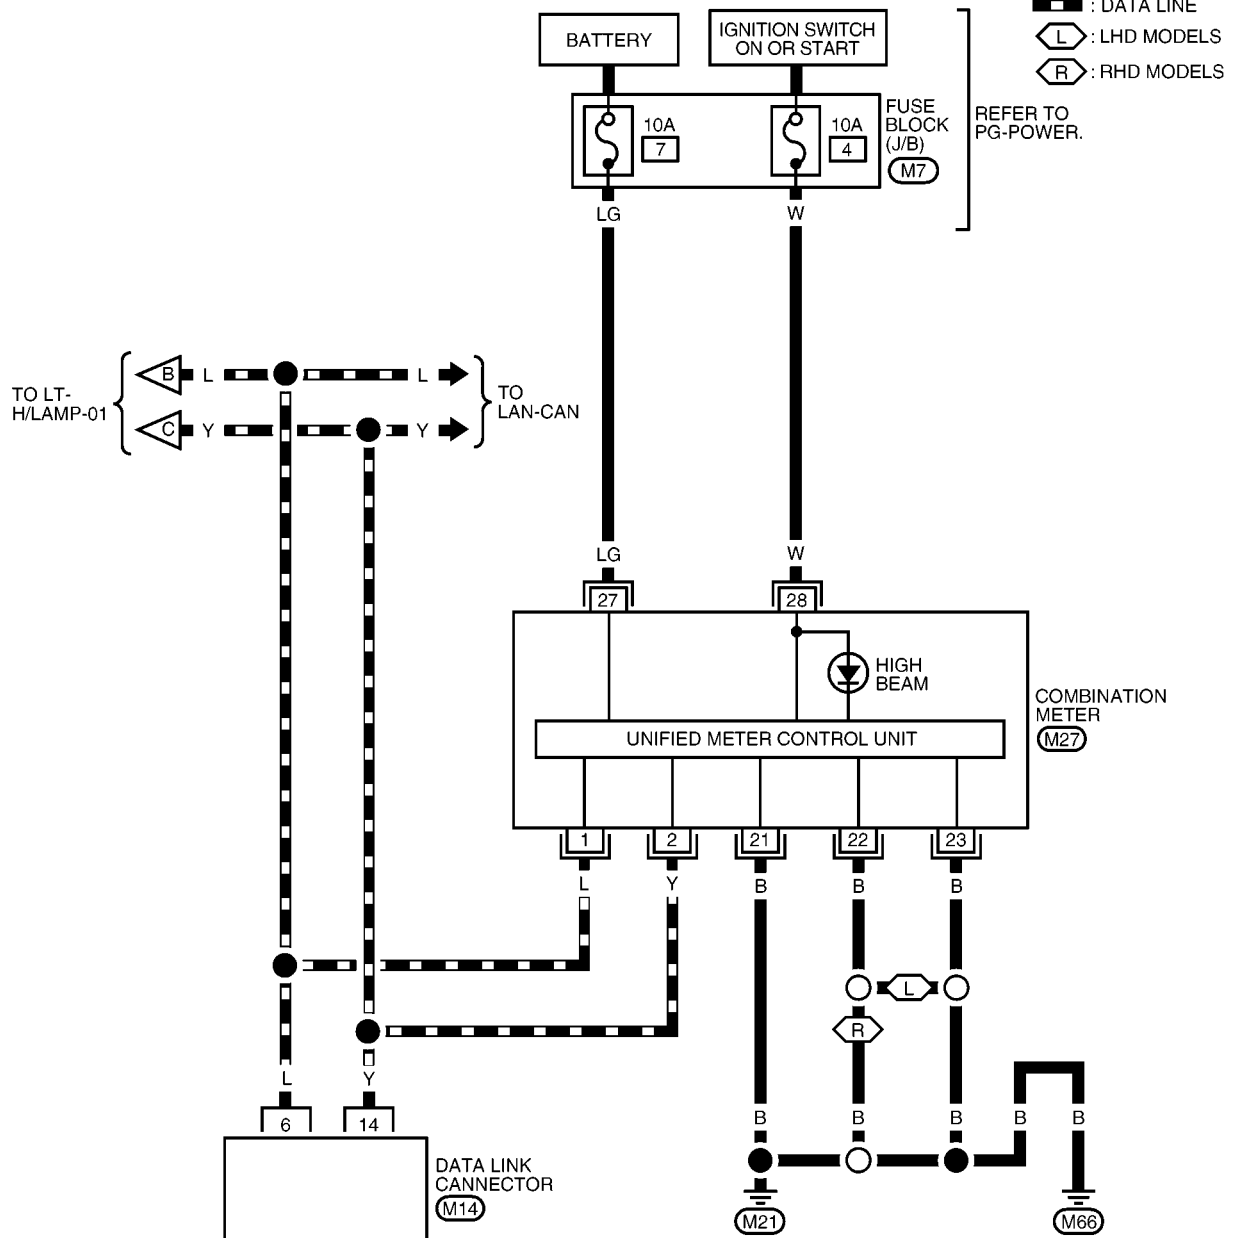 : DATA LINE
L : LHD MODELS
R : RHD MODELS
BATTERY
IGNITION SWITCH
ON OR START
10A
7
10A
4
FUSE
BLOCK
(J/B)
M7
REFER TO
PG-POWER.
LG
W
TO LT-
H/LAMP-01
B
L
L
C
Y
Y
TO
LAN-CAN
LG
W
27
28
HIGH
BEAM
UNIFIED METER CONTROL UNIT
COMBINATION
METER
M27
1
2
21
22
23
L
Y
B
B
B
L
R
L
Y
B
B
B
B
B
6
14
DATA LINK
CANNECTOR
M14
M21
M66